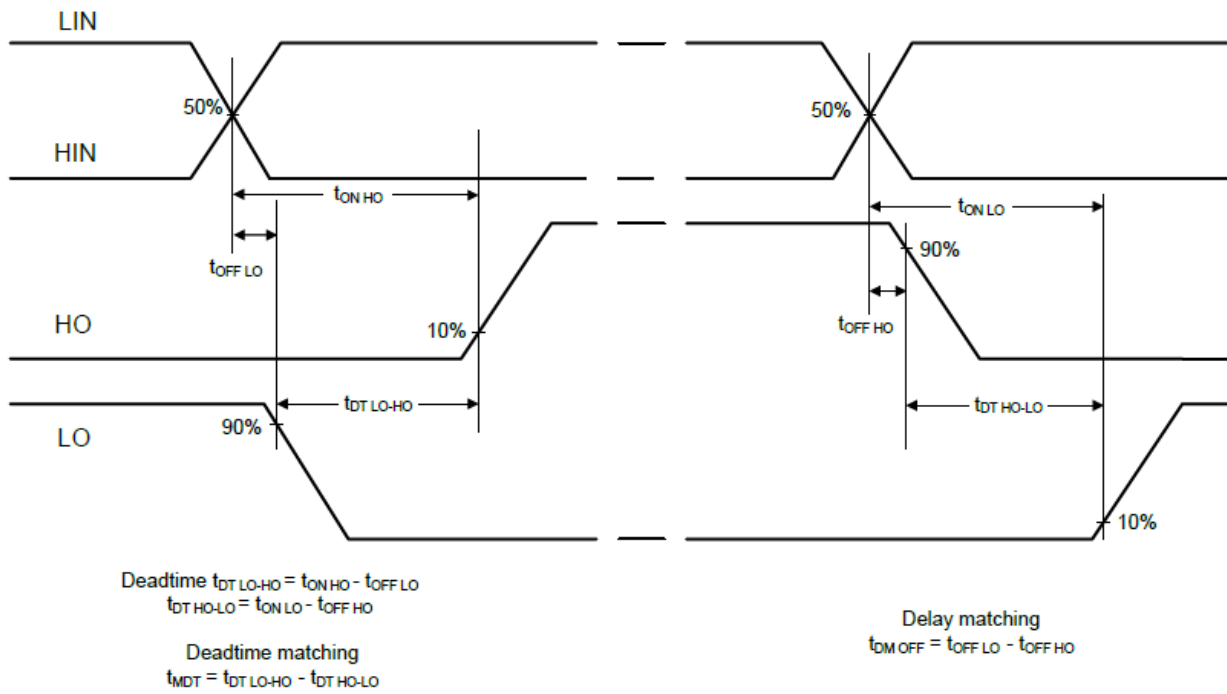 LIN
50%
50%
HIN
tON HO
tON LO
tOFF LO
90%
HO
10%
tOFF HO
tDT LO-HO
tDT HO-LO
90%
LO
10%
Deadtime tDT LO-HO = tON HO - tOFF LO
tDT HO-LO = tON LO - tOFF HO
Deadtime matching
tMDT = tDT LO-HO - tDT HO-LO
Delay matching
tDM OFF = tOFF LO - tOFF HO